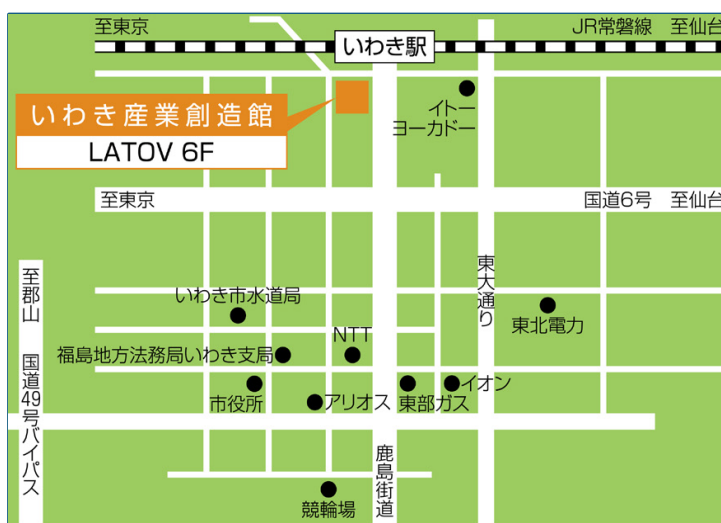 至東京
JR常磐線 至仙台
いわき駅
いわき産業創造館
LATOV 6F
イトー
ヨーカドー
至東京
国道6号 至仙台
至郡山 国道49号バイパス
東大通り
いわき市水道局
東北電力
NTT
福島地方法務局いわき支局
市役所
アリオス
東部ガス
イオン
鹿島街道
競輪場